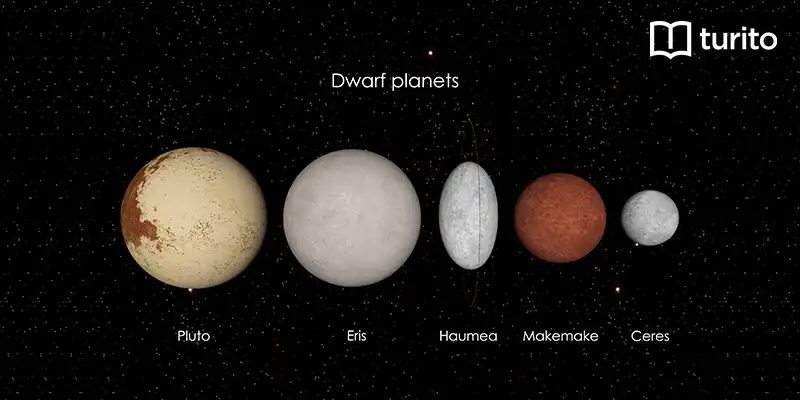 turito
Dwarf planets
Pluto
Eris
Haumea
Makemake
Ceres